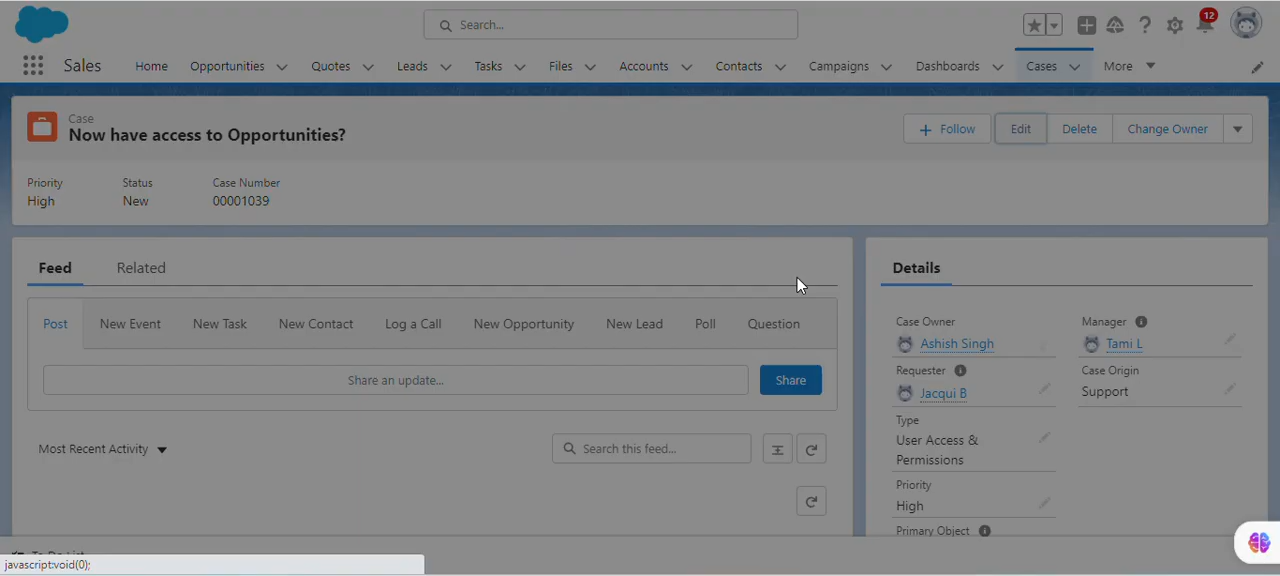 Search...
12
Sales
Home
Opportunities
Quotes
Leads
Tasks
Files
Accounts
Contacts
Campaigns
Dashboards
Cases
More
Case
Now have access to Opportunities?
Follow
Edit
Delete
Change Owner
Priority
Status
Case Number
High
New
00001039
Feed
Related
Post
New Event
New Task
New Contact
Log a Call
New Opportunity
New Lead
Poll
Question
Share an update...
Share
Most Recent Activity
Search this feed...
Details
Case Owner
Ashish Singh
Manager
Tami L
Requester
Jacqui B
Case Origin
Support
Type
User Access &
Permissions
Priority
High
Primary Object
To Do List
javascript:void(0);